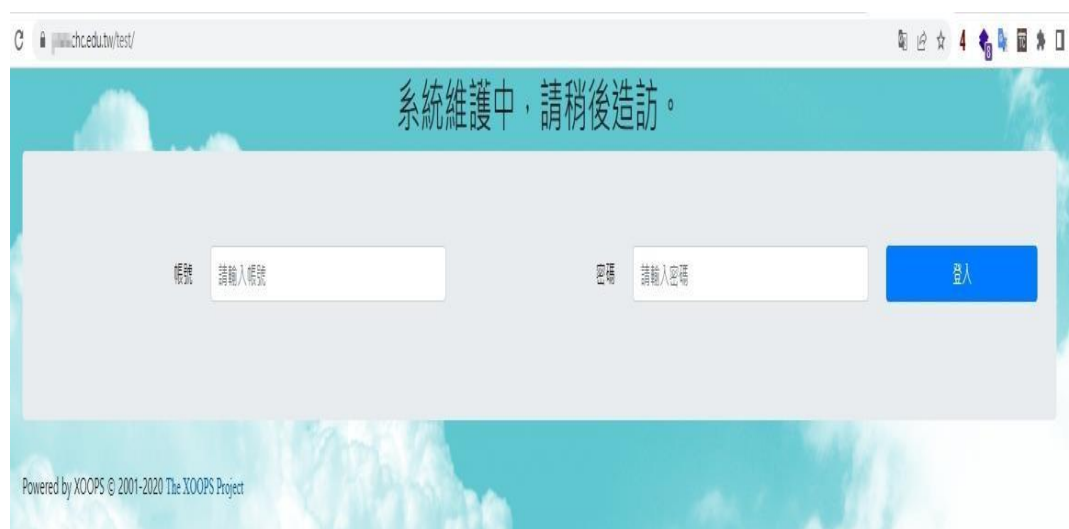 chc.edu.tw/test/
4
8
系統維護中，請稍後造訪。
帳號 請輸入帳號 密碼 請輸入密碼 登入
Powered by XOOPS © 2001-2020 The XOOPS Project